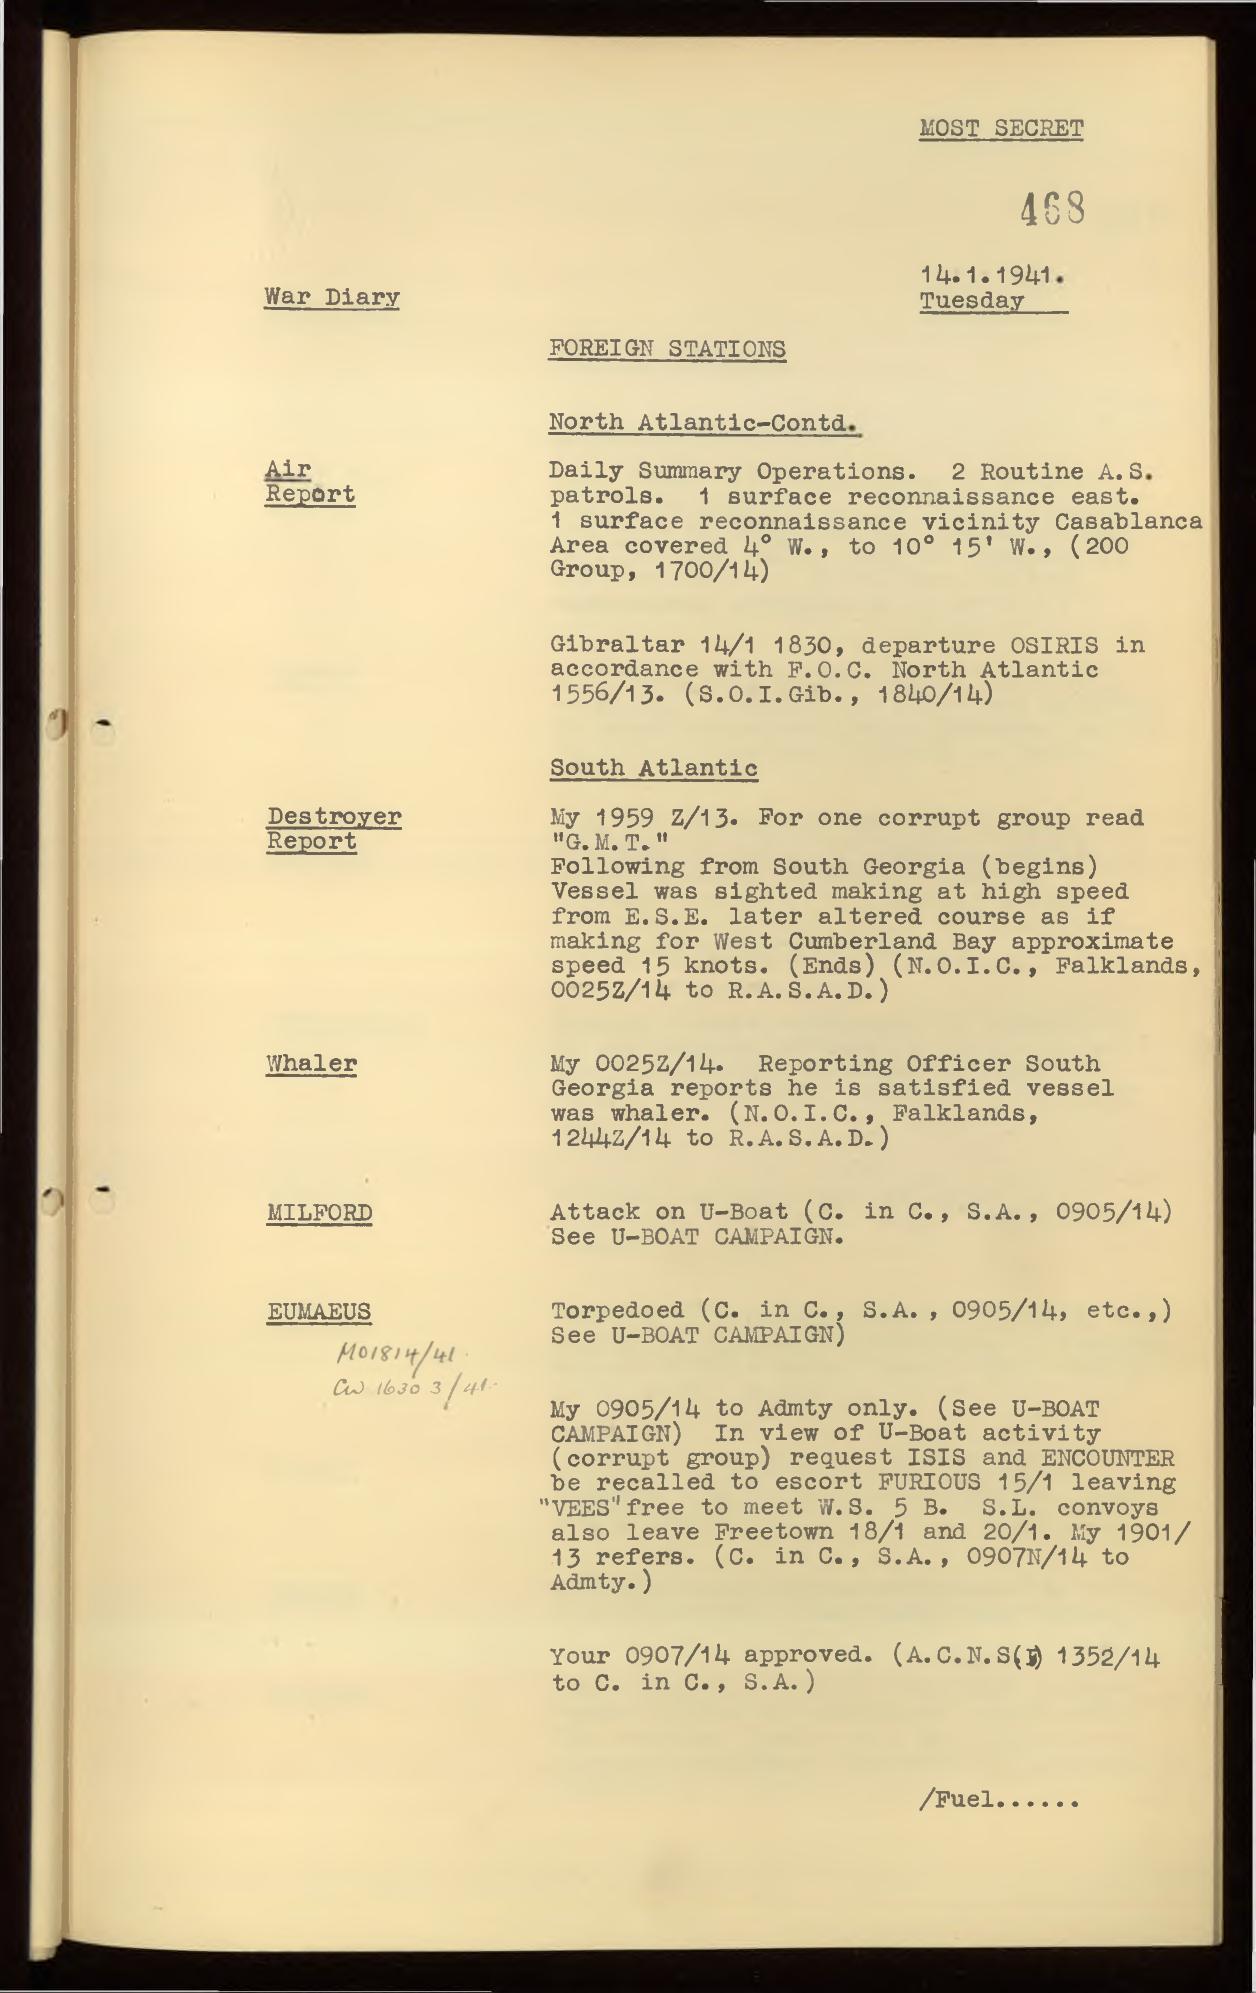 MOST SECRET
468
14.1.1941.
War Diary
Tuesday
FOREIGN STATIONS
North Atlantic-Contd.
Air
Report
Daily Summary Operations. 2 Routine A.S.
patrols. 1 surface reconnaissance east.
1 surface reconnaissance vicinity Casablanca
Area covered 4° W., to 10° 15' W., (200
Group, 1700/14)
Gibraltar 14/1 1830, departure OSIRIS in
accordance with F.O.C. North Atlantic
1556/13. (S.O.I.Gib., 1840/14)
South Atlantic
Destroyer
Report
My 1959 Z/13. For one corrupt group read
"G.M.T."
Following from South Georgia (begins)
Vessel was sighted making at high speed
from E.S.E. later altered course as if
making for West Cumberland Bay approximate
speed 15 knots. (Ends) (N.O.I.C., Falklands,
0025Z/14 to R.A.S.A.D.)
Whaler
My 0025Z/14. Reporting Officer South
Georgia reports he is satisfied vessel
was whaler. (N.O.I.C., Falklands,
1244Z/14 to R.A.S.A.D.)
MILFORD
Attack on U-Boat (C. in C., S.A., 0905/14)
See U-BOAT CAMPAIGN.
EUMAEUS
Torpedoed (C. in C., S.A., 0905/14, etc.,)
See U-BOAT CAMPAIGN)
M01814/41.
CW 16303/41.
My 0905/14 to Admty only. (See U-BOAT
CAMPAIGN) In view of U-Boat activity
(corrupt group) request ISIS and ENCOUNTER
be recalled to escort FURIOUS 15/1 leaving
"VEES" free to meet W.S. 5 B. S.L. convoys
also leave Freetown 18/1 and 20/1. My 1901/
13 refers. (C. in C., S.A., 0907N/14 to
Admty.)
Your 0907/14 approved. (A.C.N.S(F) 1352/14
to C. in C., S.A.)
/Fuel......